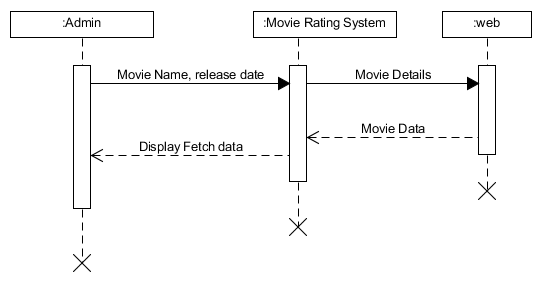 :Admin
:Movie Rating System
:web
Movie Name, release date
Movie Details
Movie Data
Display Fetch data